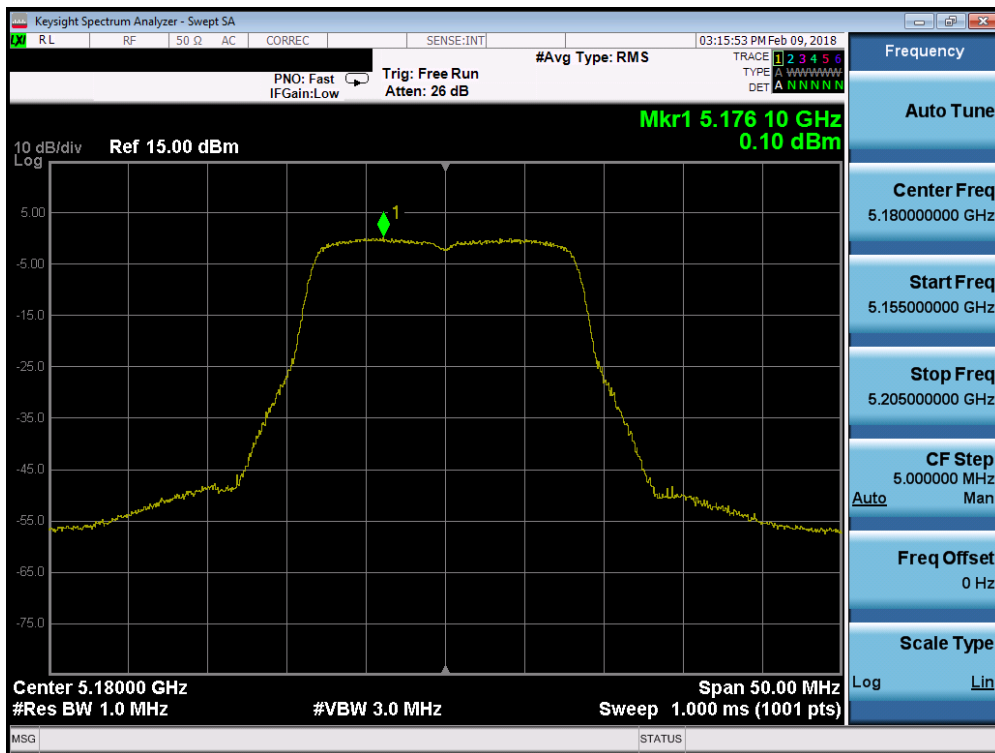 Keysight Spectrum Analyzer - Swept SA
LXI RL RF 50 Ω AC CORREC SENSE:INT 03:15:53 PM Feb 09, 2018
#Avg Type: RMS TRACE 1 2 3 4 5 6
PNO: Fast Trig: Free Run TYPE A WWWWW
IFGain:Low Atten: 26 dB DET A N N N N N
Mkr1 5.176 10 GHz
0.10 dBm
10 dB/div Ref 15.00 dBm
Log
1
5.00
-5.00
-15.0
-25.0
-35.0
-45.0
-55.0
-65.0
-75.0
Center 5.18000 GHz Span 50.00 MHz
#Res BW 1.0 MHz #VBW 3.0 MHz Sweep 1.000 ms (1001 pts)
MSG STATUS
Frequency
Auto Tune
Center Freq
5.180000000 GHz
Start Freq
5.155000000 GHz
Stop Freq
5.205000000 GHz
CF Step
5.000000 MHz
Auto Man
Freq Offset
0 Hz
Scale Type
Log Lin